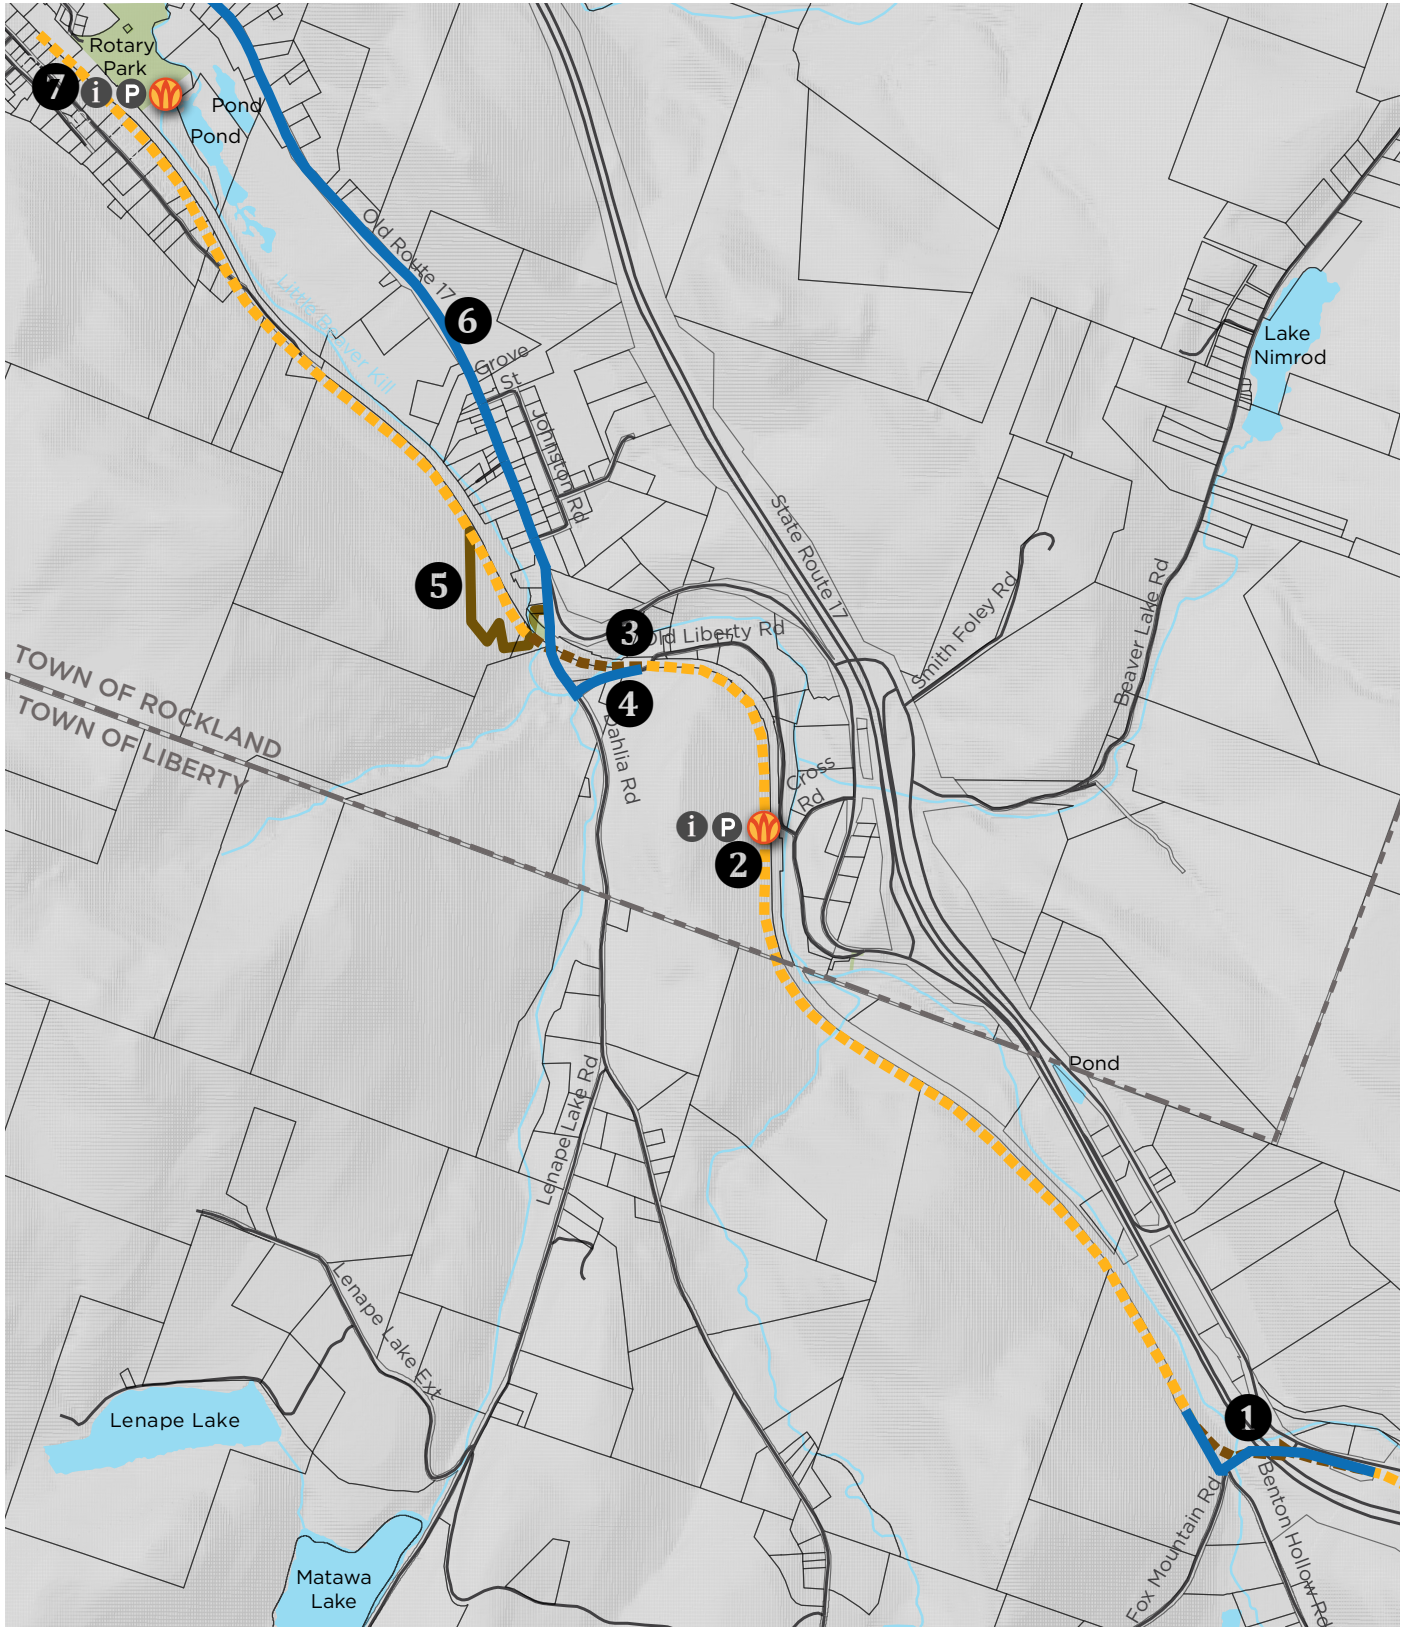 Rotary
Park
7
i
P
Pond
Pond
Old Route 17
Little Beaver Kill
6
Grove
St
Johnston Rd
Lake
Nimrod
State Route 17
5
3
Old Liberty Rd
Smith Foley Rd
Beaver Lake Rd
4
TOWN OF ROCKLAND
TOWN OF LIBERTY
Dahlia Rd
Cross
Rd
i
P
2
Pond
Lenape Lake Rd
Lenape Lake Ext
Lenape Lake
1
Matawa
Lake
Fox Mountain Rd
Benton Hollow Rd